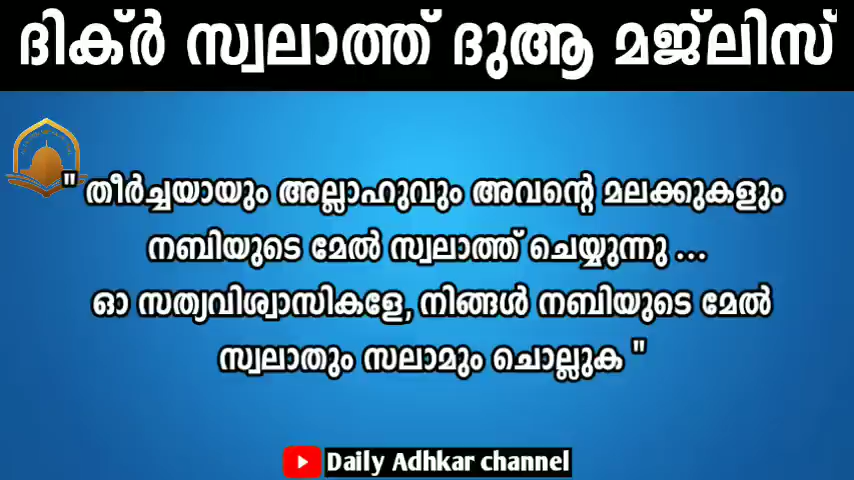 ദിക്ർ സ്വലാത്ത് ദുആ മജ്‌ലിസ്
" തീർച്ചയായും അല്ലാഹുവും അവന്റെ മലക്കുകളും
നബിയുടെ മേൽ സ്വലാത്ത് ചെയ്യുന്നു ...
ഓ സത്യവിശ്വാസികളേ, നിങ്ങൾ നബിയുടെ മേൽ
സ്വലാതും സലാമും ചൊല്ലുക "
Daily Adhkar channel